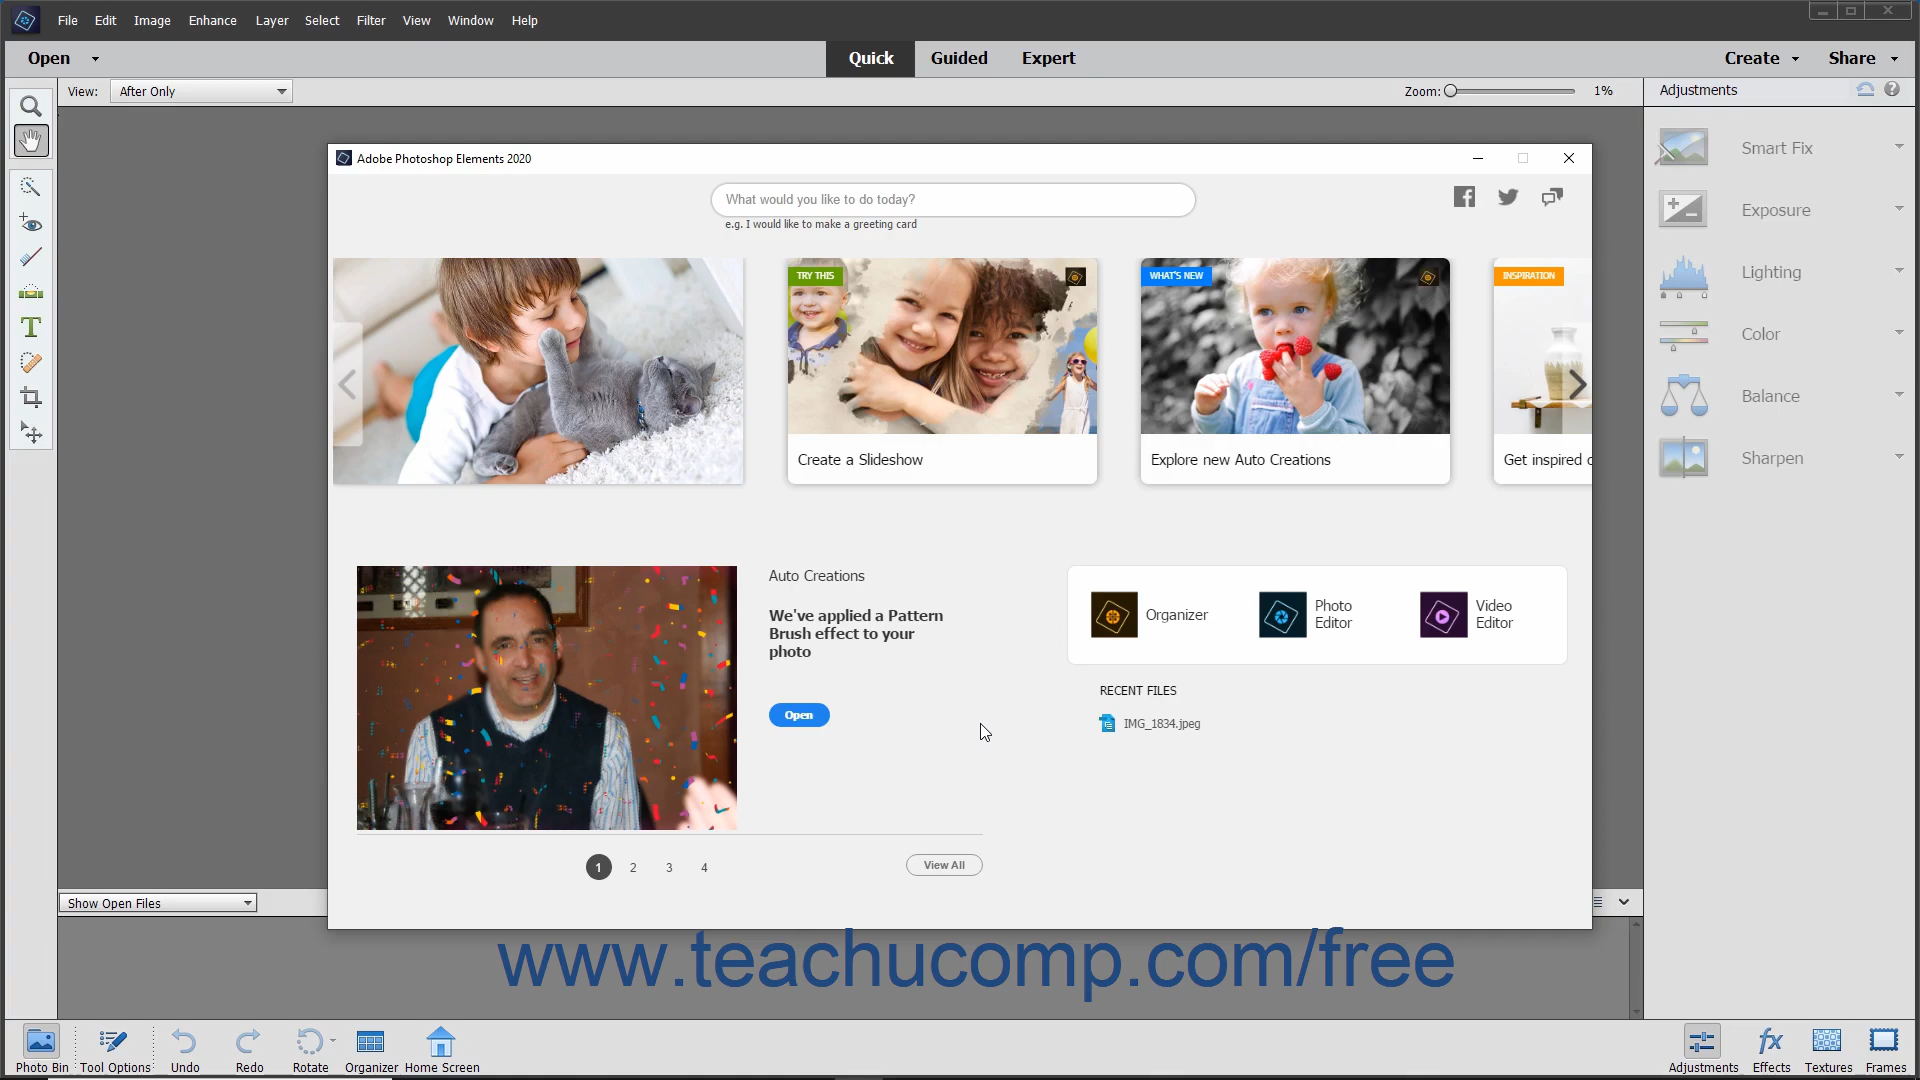 File Edit Image Enhance Layer Select Filter View Window Help
Open Quick Guided Expert Create Share
View: After Only Zoom: 1% Adjustments
Adobe Photoshop Elements 2020
What would you like to do today?
e.g. I would like to make a greeting card
TRY THIS
WHAT'S NEW
INSPIRATION
Create a Slideshow
Explore new Auto Creations
Get inspired
Smart Fix
Exposure
Lighting
Color
Balance
Sharpen
Auto Creations
We've applied a Pattern
Brush effect to your
photo
Open
Organizer
Photo
Editor
Video
Editor
RECENT FILES
IMG_1834.jpeg
1 2 3 4
View All
Show Open Files
www.teachucomp.com/free
Photo Bin Tool Options Undo Redo Rotate Organizer Home Screen
Adjustments Effects Textures Frames